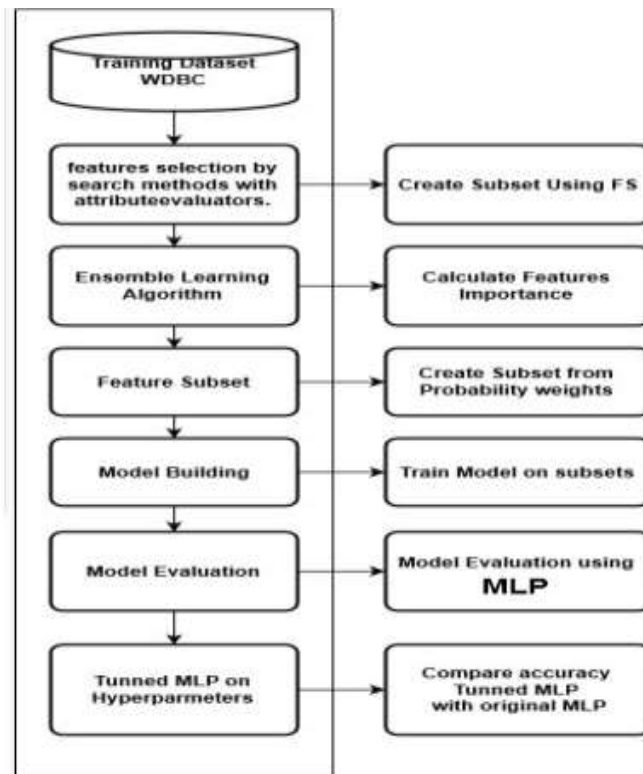 Training Dataset
WDBC
features selection by
search methods with
attributeevaluators.
Create Subset Using FS
Ensemble Learning
Algorithm
Calculate Features
Importance
Feature Subset
Create Subset from
Probability weights
Model Building
Train Model on subsets
Model Evaluation
Model Evaluation using
MLP
Tunned MLP on
Hyperparmeters
Compare accuracy
Tunned MLP
with original MLP